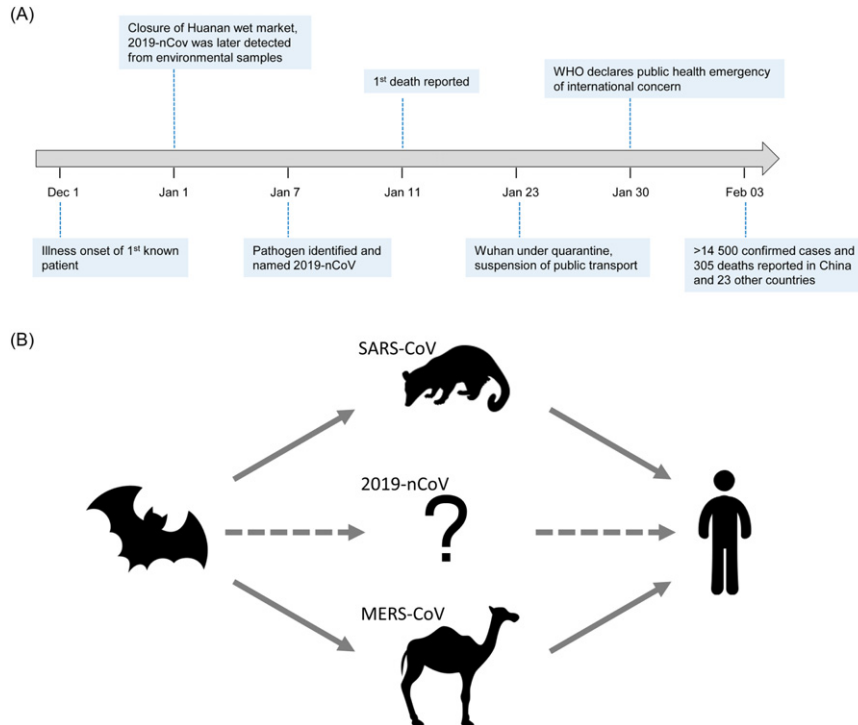 (A)
Closure of Huanan wet market,
2019-nCov was later detected
from environmental samples
1st death reported
WHO declares public health emergency
of international concern
Dec 1
Jan 1
Jan 7
Jan 11
Jan 23
Jan 30
Feb 03
Illness onset of 1st known
patient
Pathogen identified and
named 2019-nCoV
Wuhan under quarantine,
suspension of public transport
>14 500 confirmed cases and
305 deaths reported in China
and 23 other countries
(B)
SARS-CoV
2019-nCoV
?
MERS-CoV